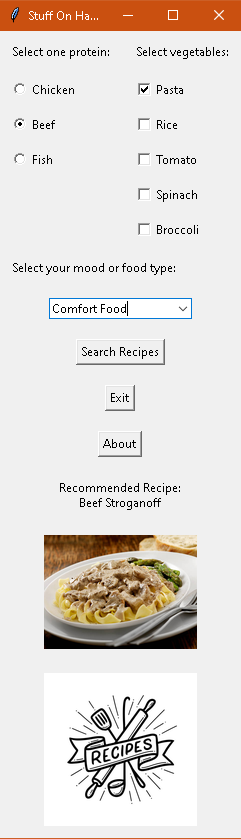 Stuff On Ha...
Select one protein:
Select vegetables:
Chicken
Pasta
Beef
Rice
Fish
Tomato
Spinach
Broccoli
Select your mood or food type:
Comfort Food
Search Recipes
Exit
About
Recommended Recipe:
Beef Stroganoff
RECIPES